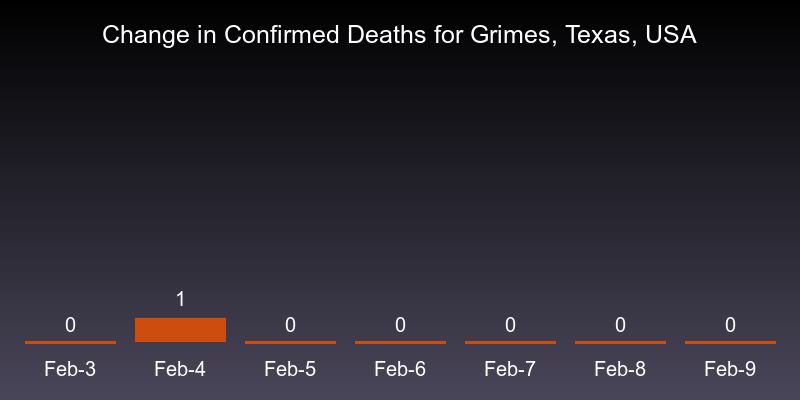 Change in Confirmed Deaths for Grimes, Texas, USA
0 1 0 0 0 0 0
Feb-3 Feb-4 Feb-5 Feb-6 Feb-7 Feb-8 Feb-9